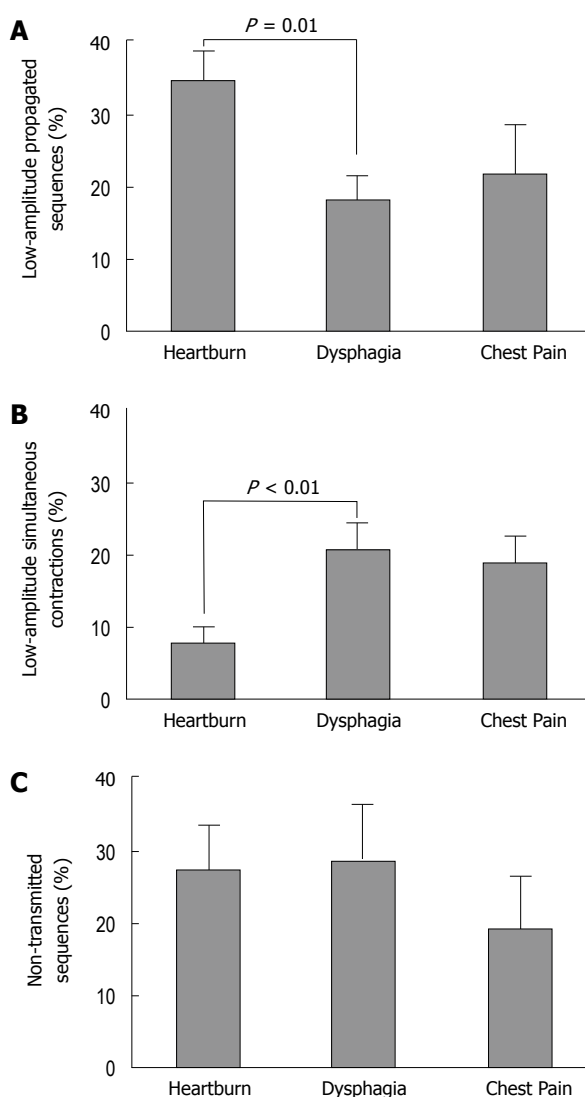 A
Low-amplitude propagated
sequences (%)
40
30
20
10
0
P = 0.01
Heartburn
Dysphagia
Chest Pain
B
Low-amplitude simultaneous
contractions (%)
40
30
20
10
0
P < 0.01
Heartburn
Dysphagia
Chest Pain
C
Non-transmitted
sequences (%)
40
30
20
10
0
Heartburn
Dysphagia
Chest Pain